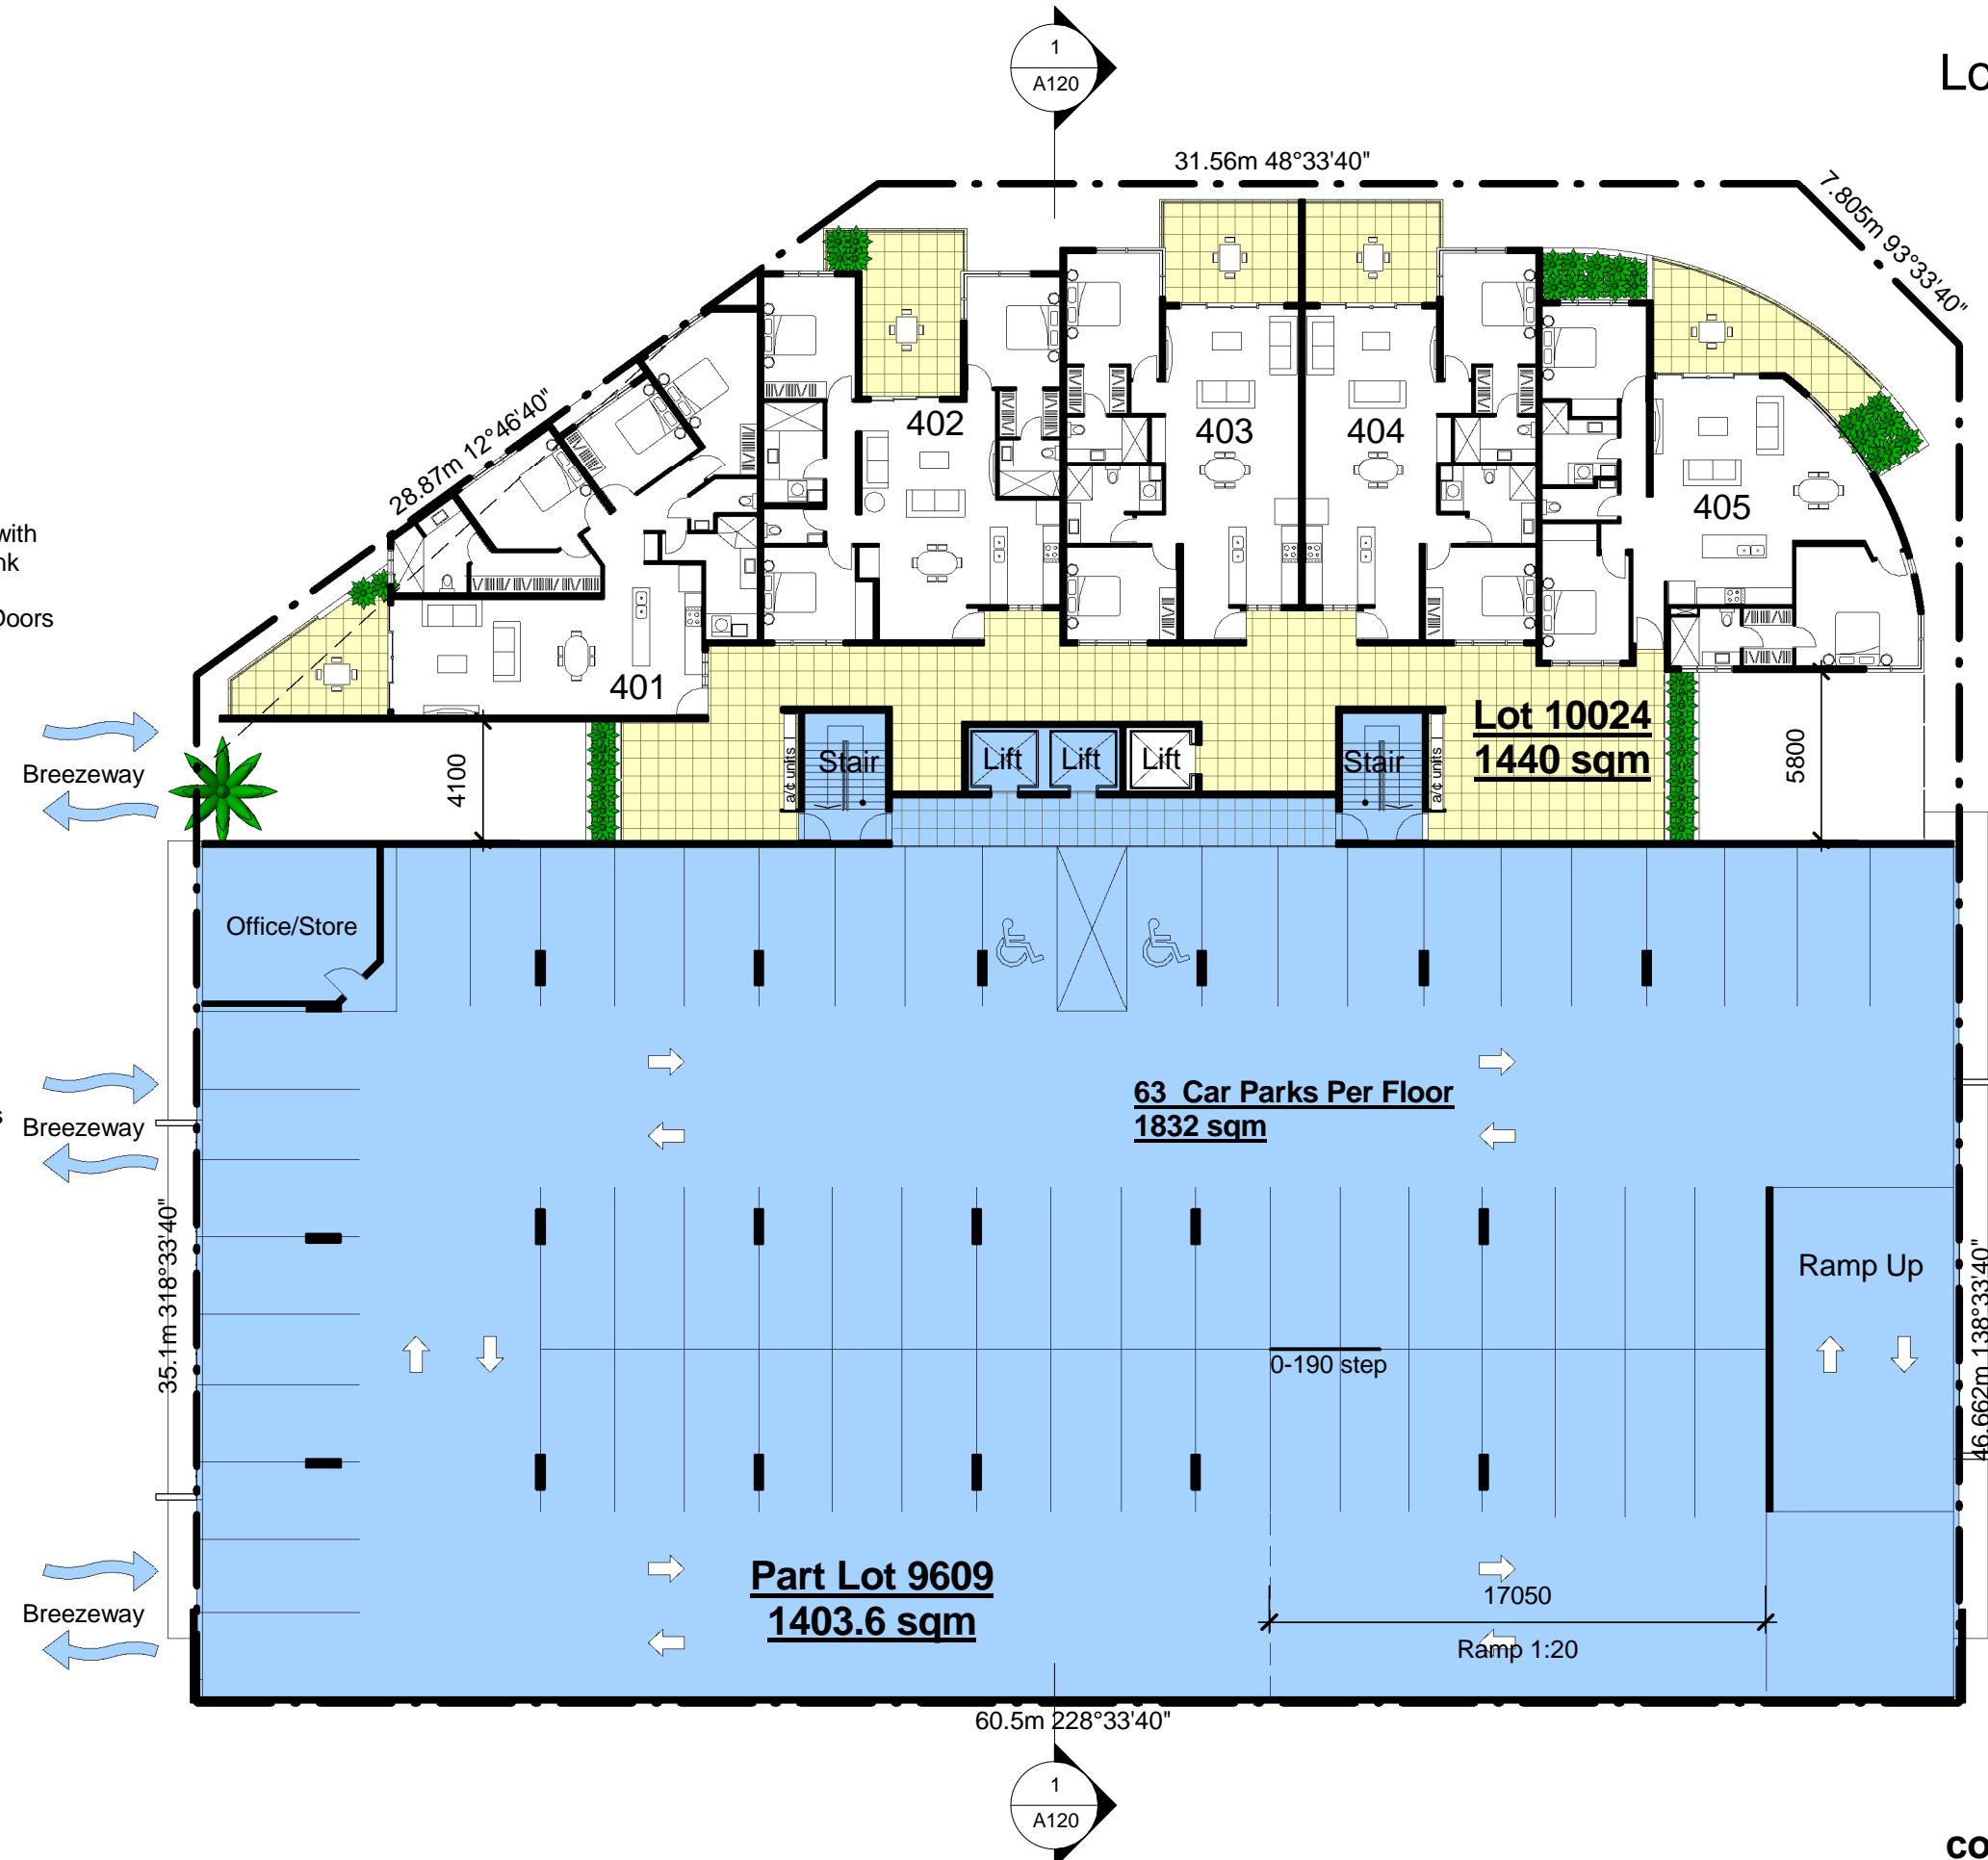 1
A120
Lo
31.56m 48°33'40"
7.805m 93°33'40"
28.87m 12°46'40"
402
403
404
405
401
with
nk
Doors
Lot 10024
1440 sqm
Breezeway
4100
a/c units
Stair
Lift
Lift
Lift
Stair
a/c units
5800
Office/Store
63 Car Parks Per Floor
1832 sqm
s
Breezeway
35.1m 318°33'40"
Ramp Up
46.662m 138°33'40"
0-190 step
Part Lot 9609
1403.6 sqm
17050
Ramp 1:20
Breezeway
60.5m 228°33'40"
1
A120
co